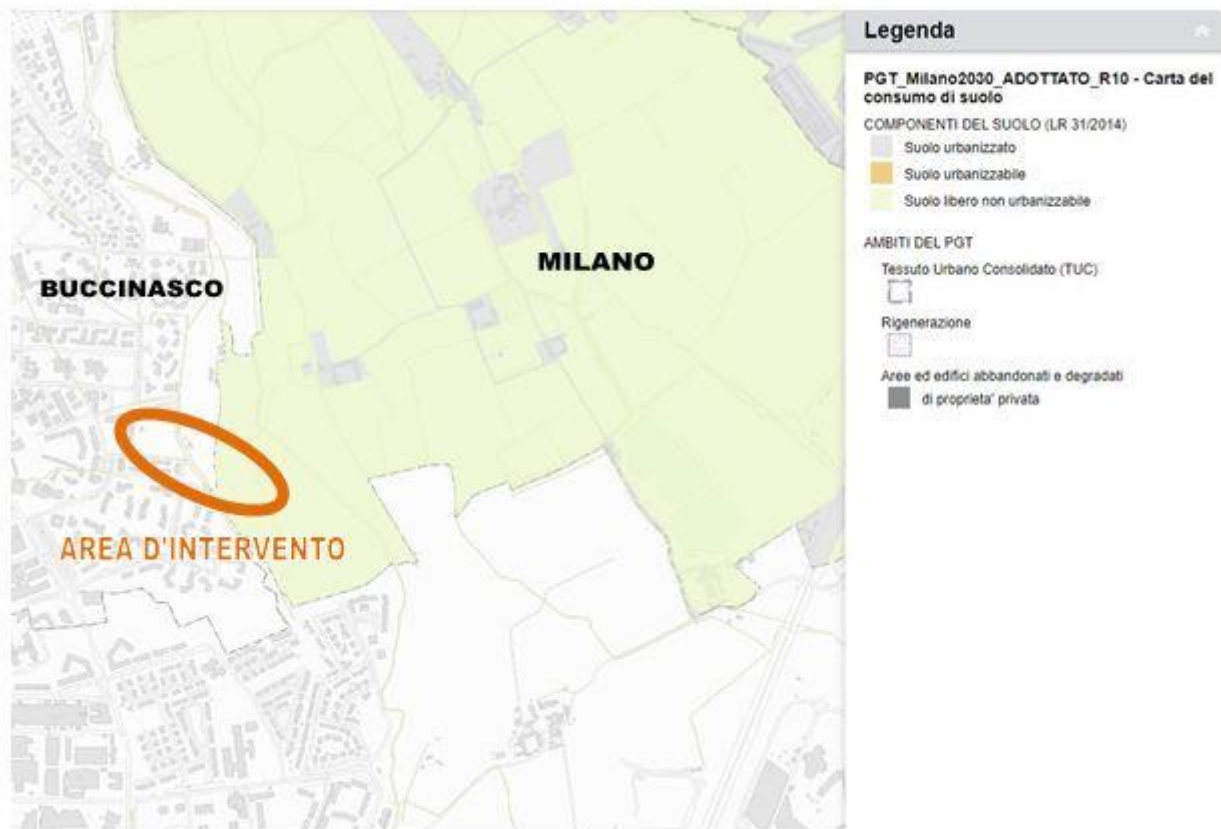 BUCCINASCO
MILANO
AREA D'INTERVENTO
Legenda
PGT_Milano2030_ADOTTATO_R10 - Carta del
consumo di suolo
COMPONENTI DEL SUOLO (LR 31/2014)
Suolo urbanizzato
Suolo urbanizzabile
Suolo libero non urbanizzabile
AMBITI DEL PGT
Tessuto Urbano Consolidato (TUC)
Rigenerazione
Aree ed edifici abbandonati e degradati
di proprieta' privata